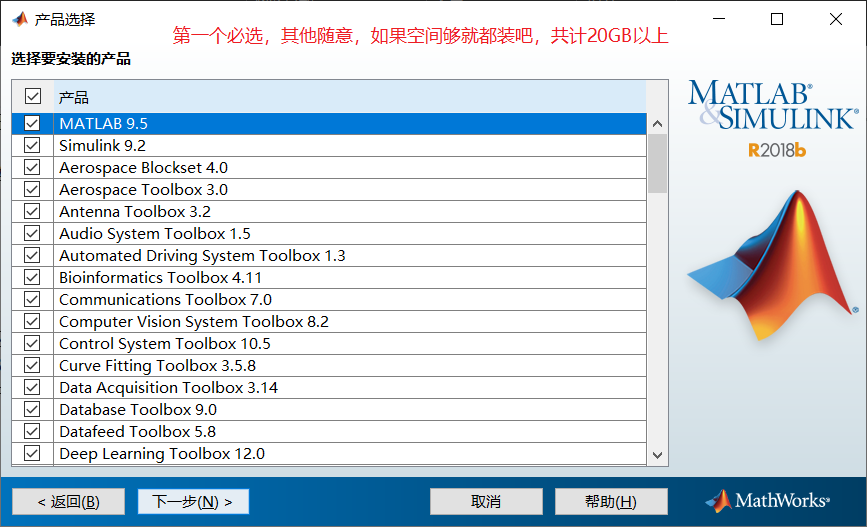 产品选择
第一个必选，其他随意，如果空间够就都装吧，共计20GB以上
选择要安装的产品
产品
MATLAB 9.5
Simulink 9.2
Aerospace Blockset 4.0
Aerospace Toolbox 3.0
Antenna Toolbox 3.2
Audio System Toolbox 1.5
Automated Driving System Toolbox 1.3
Bioinformatics Toolbox 4.11
Communications Toolbox 7.0
Computer Vision System Toolbox 8.2
Control System Toolbox 10.5
Curve Fitting Toolbox 3.5.8
Data Acquisition Toolbox 3.14
Database Toolbox 9.0
Datafeed Toolbox 5.8
Deep Learning Toolbox 12.0
MATLAB®
&SIMULINK®
R2018b
®
< 返回(B)
下一步(N) >
取消
帮助(H)
MathWorks®